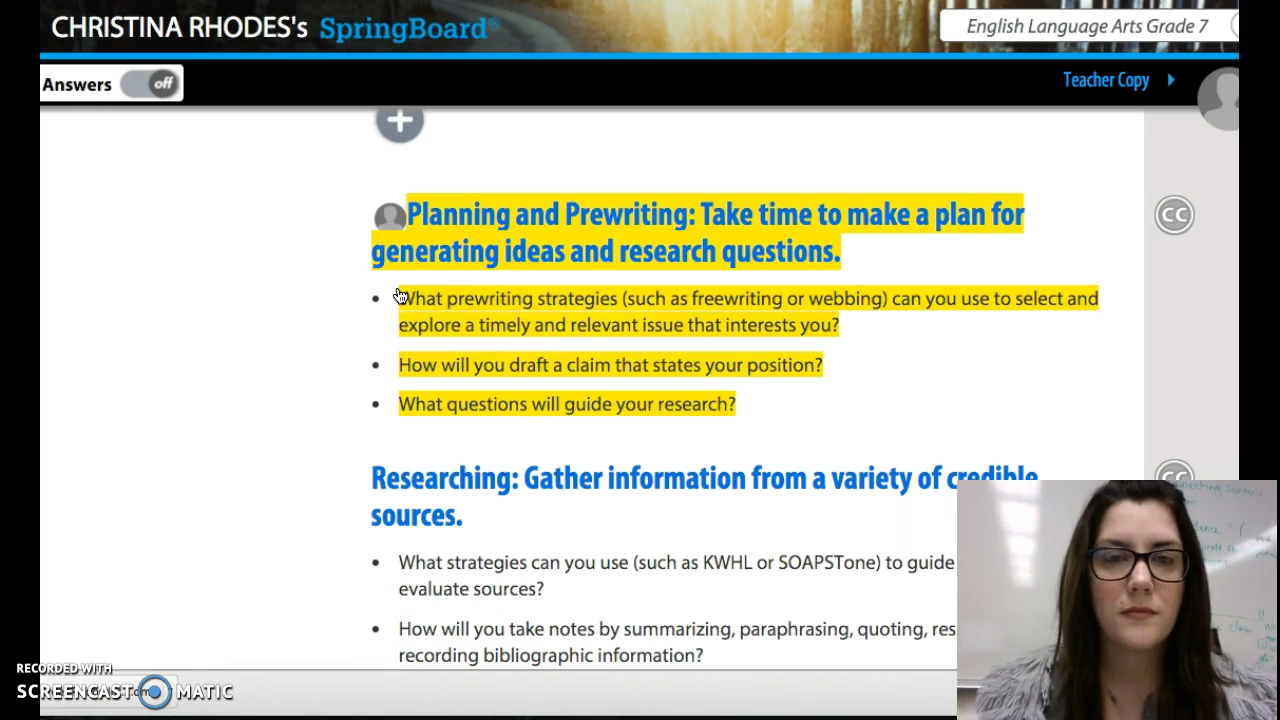 CHRISTINA RHODES's SpringBoard®
English Language Arts Grade 7
Answers off
Teacher Copy
Planning and Prewriting: Take time to make a plan for
generating ideas and research questions.
CC
• What prewriting strategies (such as freewriting or webbing) can you use to select and
explore a timely and relevant issue that interests you?
• How will you draft a claim that states your position?
• What questions will guide your research?
Researching: Gather information from a variety of credible
sources.
CC
• What strategies can you use (such as KWHL or SOAPSTone) to guide
evaluate sources?
• How will you take notes by summarizing, paraphrasing, quoting, res
recording bibliographic information?
RECORDED WITH
SCREENCAST MATIC